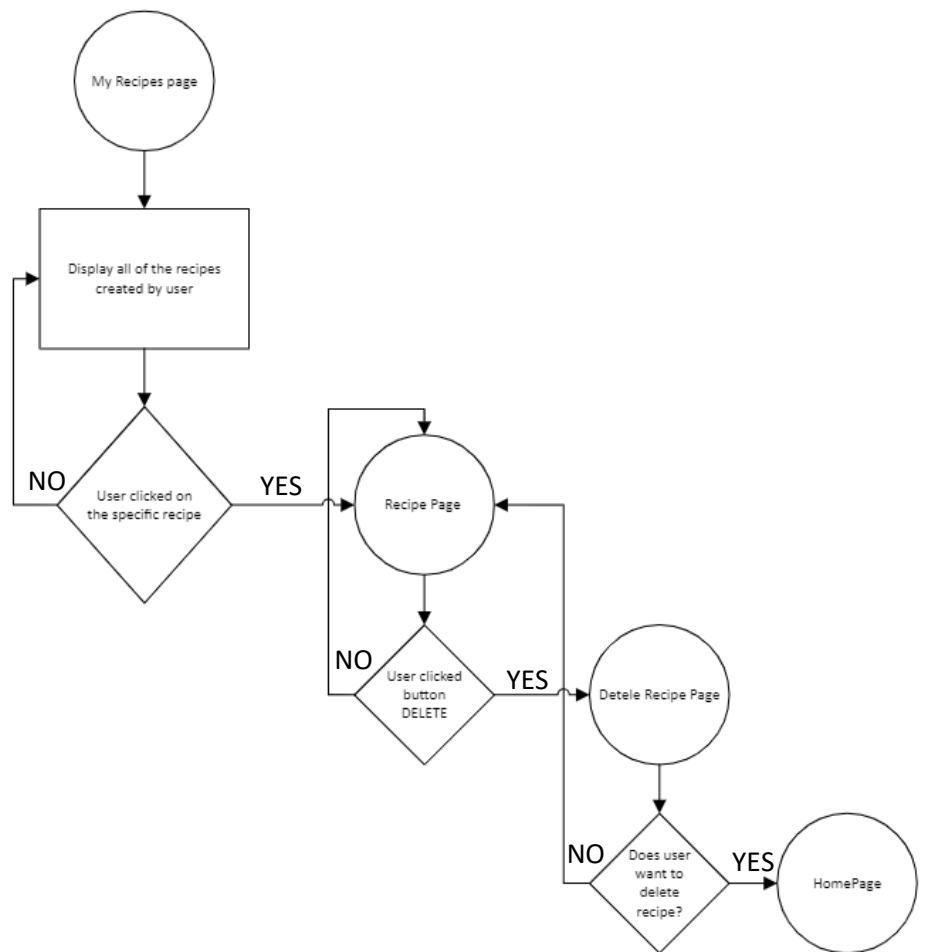 My Recipes page
Display all of the recipes
created by user
NO
User clicked on
the specific recipe
YES
Recipe Page
NO
User clicked
button
DELETE
YES
Detele Recipe Page
NO
Does user
want to
delete
recipe?
YES
HomePage